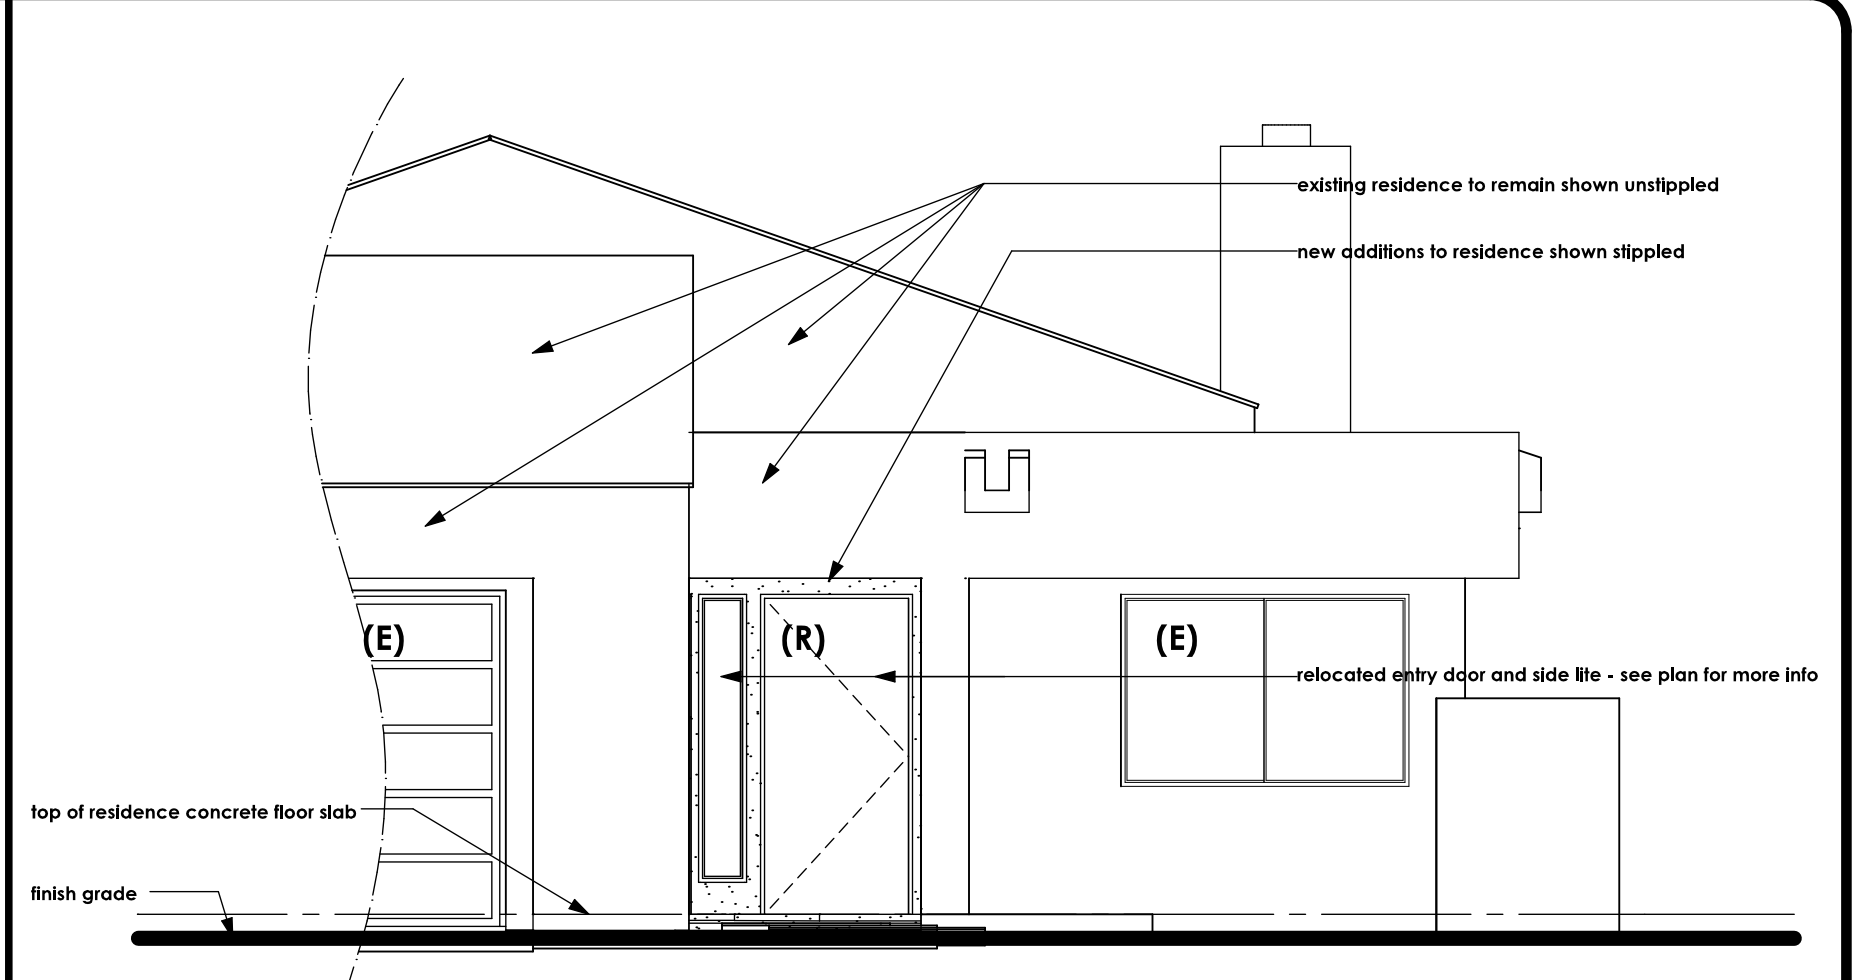 existing residence to remain shown unstippled
new additions to residence shown stippled
(E)
(R)
(E)
relocated entry door and side lite - see plan for more info
top of residence concrete floor slab
finish grade